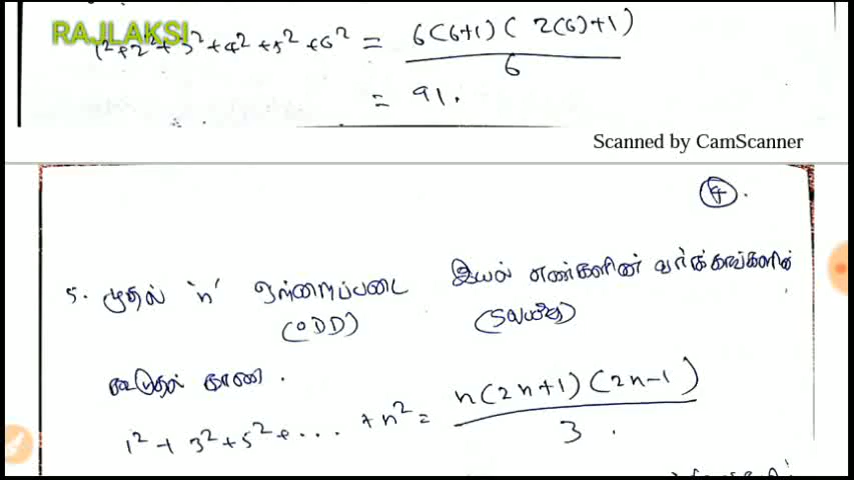 RAJLAKSI
1² + 2² + 3² + 4² + 5² + 6² = 6(6+1)(2(6)+1) / 6
= 91.
Scanned by CamScanner
5. முதல் 'n' ஒற்றைப்படை இயல் எண்களின் வர்க்கங்களின்
(ODD)
கூடுதல் காண.
1² + 3² + 5² + ... + n² = n(2n+1)(2n-1) / 3.